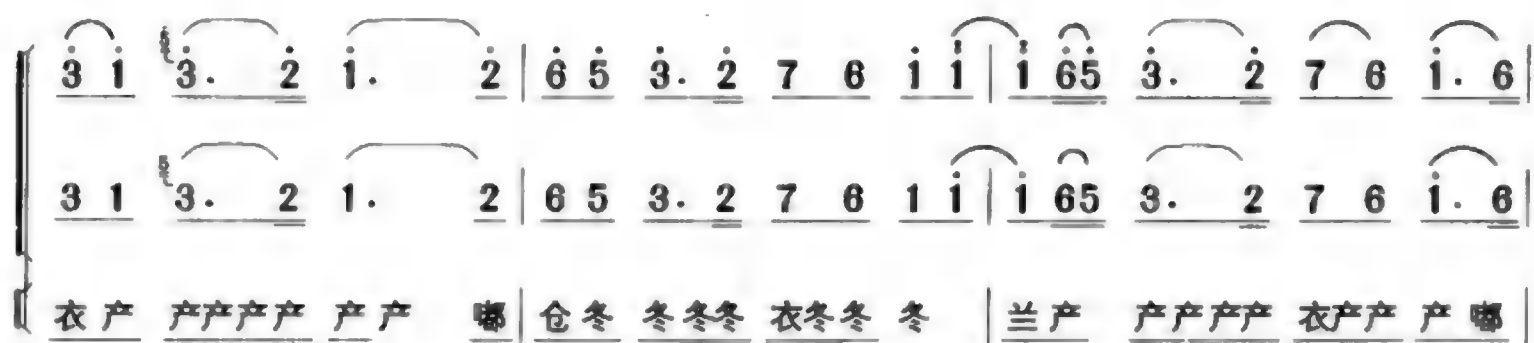 3̇ 1̇ 3̇. 2̇ 1̇. 2̇ | 6̇ 5̇ 3̇. 2̇ 7 6 1̇ 1̇ | 1̇ 6̇5̇ 3̇. 2̇ 7 6 1̇. 6 |
3 1 5 3. 2 1. 2 | 6 5 3. 2 7 6 1 1̇ | 1̇ 65 3. 2 7 6 1̇. 6 |
衣产 产产产产 产产 嘟 | 仓冬 冬冬冬 衣冬冬 冬 | 兰产 产产产产 衣产产 产嘟 |